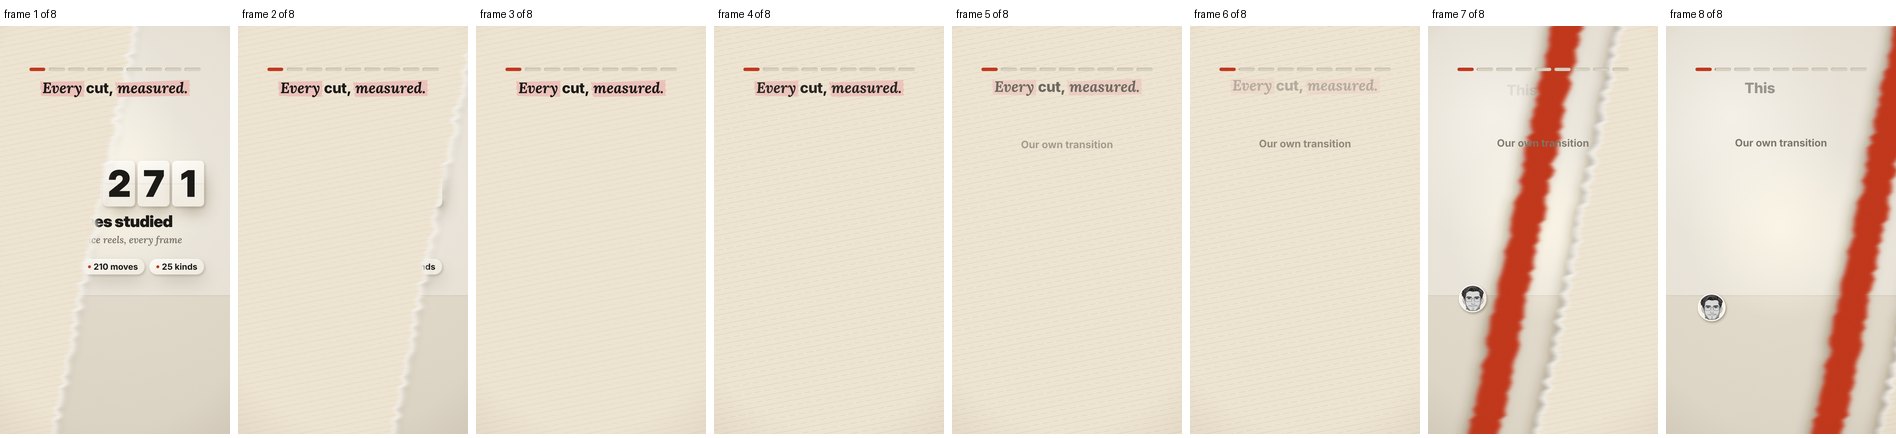 frame 1 of 8
Every cut, measured.
271
es studied
ce reels, every frame
• 210 moves
• 25 kinds
frame 2 of 8
Every cut, measured.
ds
frame 3 of 8
Every cut, measured.
frame 4 of 8
Every cut, measured.
frame 5 of 8
Every cut, measured.
Our own transition
frame 6 of 8
Every cut, measured.
Our own transition
frame 7 of 8
This
Our own transition
frame 8 of 8
This
Our own transition